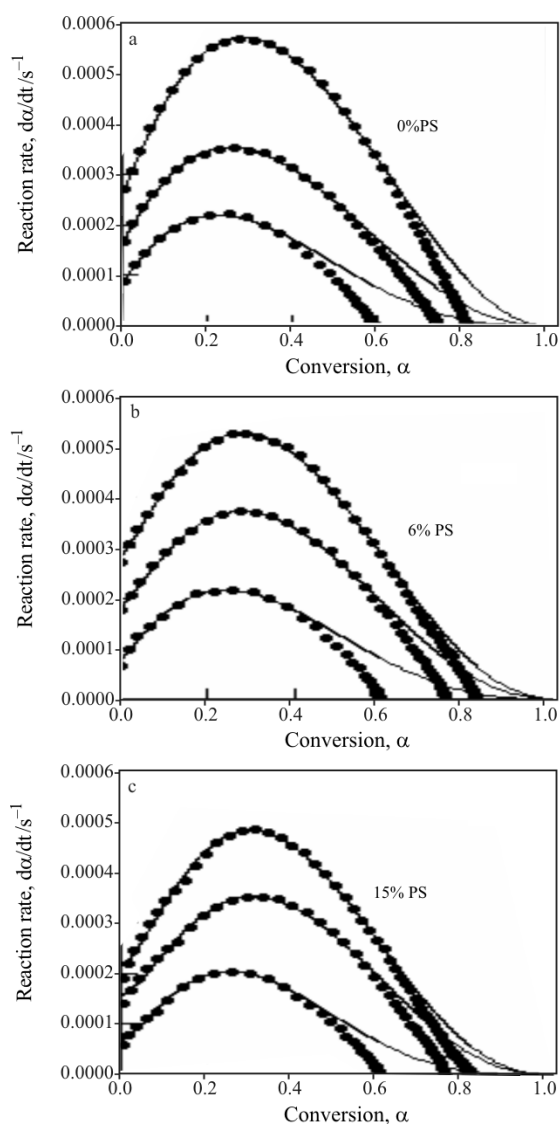 a
0.0006
0.0005
0.0004
0.0003
0.0002
0.0001
0.0000
Reaction rate, dα/dt/s⁻¹
0%PS
0.0 0.2 0.4 0.6 0.8 1.0
Conversion, α
b
0.0006
0.0005
0.0004
0.0003
0.0002
0.0001
0.0000
Reaction rate, dα/dt/s⁻¹
6% PS
0.0 0.2 0.4 0.6 0.8 1.0
Conversion, α
c
0.0006
0.0005
0.0004
0.0003
0.0002
0.0001
0.0000
Reaction rate, dα/dt/s⁻¹
15% PS
0.0 0.2 0.4 0.6 0.8 1.0
Conversion, α